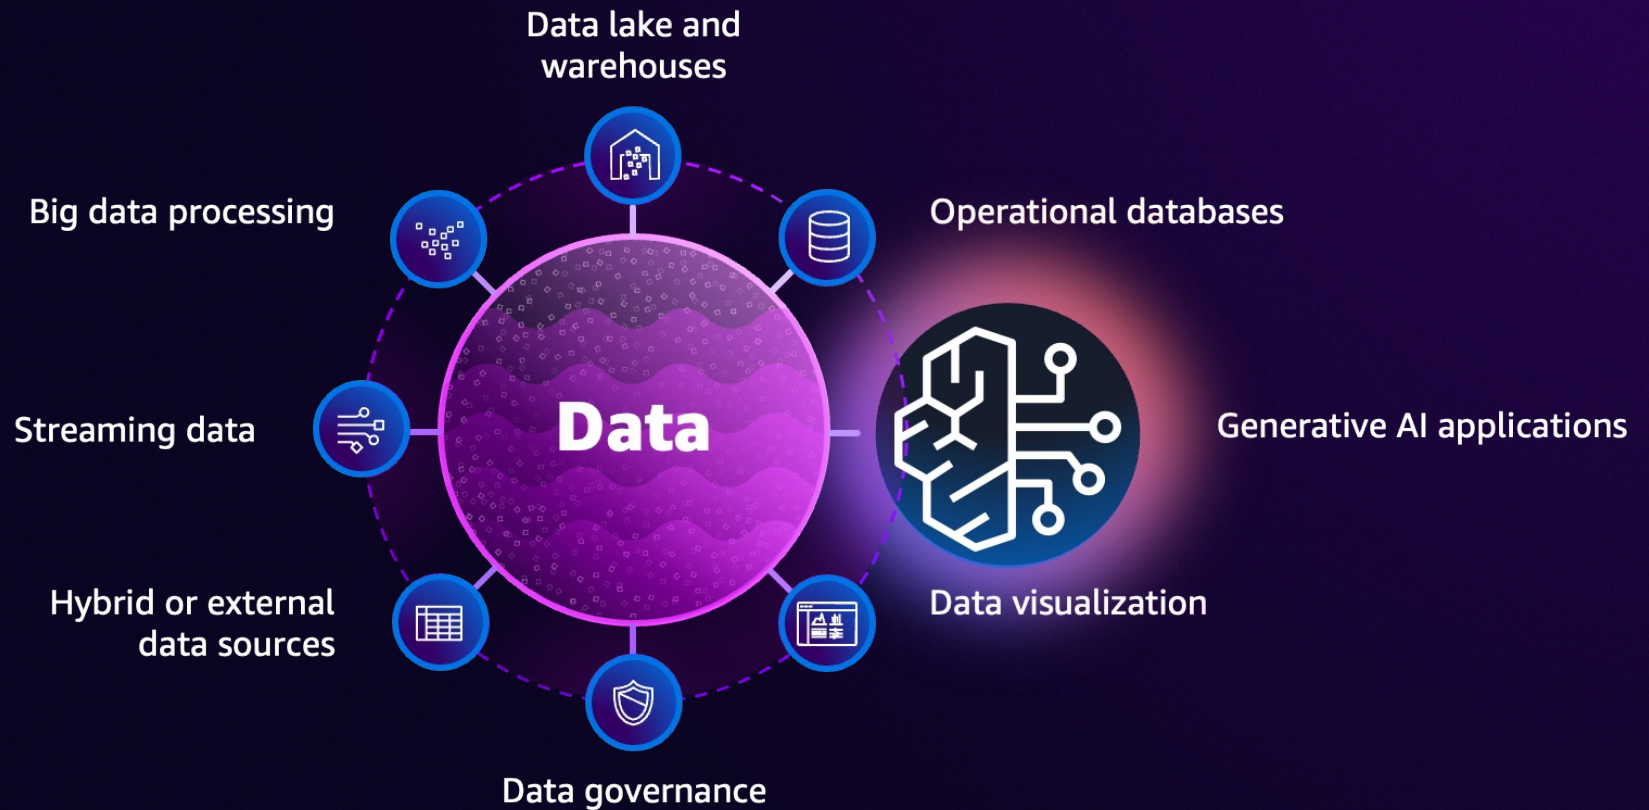 Data lake and
warehouses
Big data processing
Operational databases
Data
Streaming data
Generative AI applications
Hybrid or external
data sources
Data visualization
Data governance